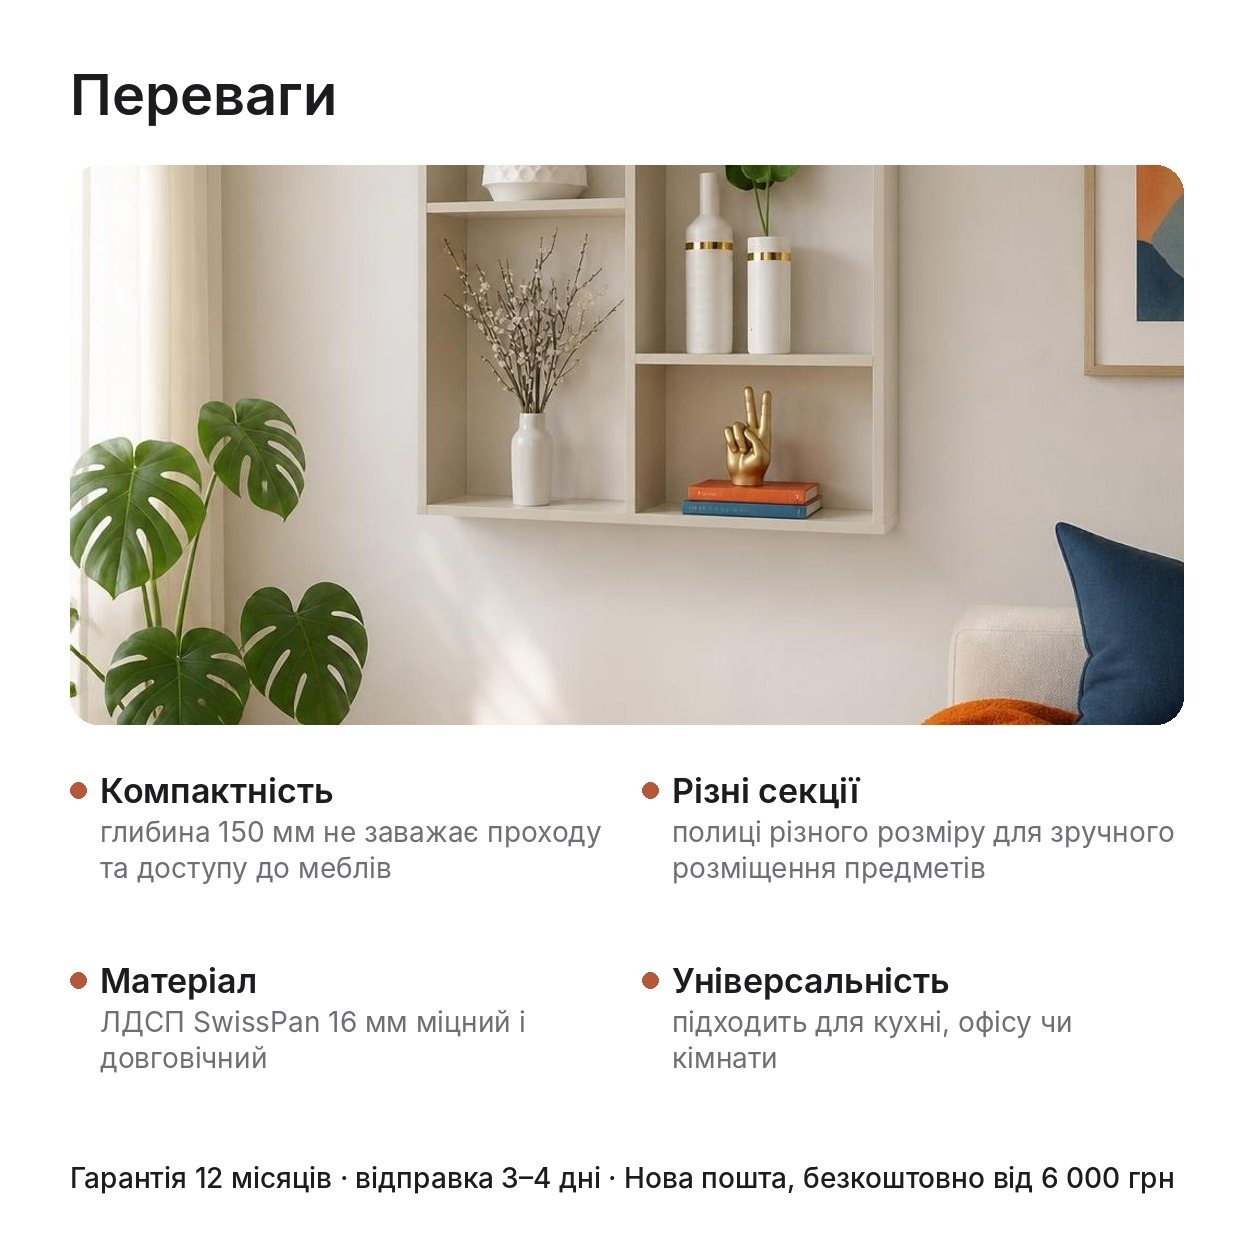 Переваги
Компактність
глибина 150 мм не заважає проходу
та доступу до меблів
Різні секції
полиці різного розміру для зручного
розміщення предметів
Матеріал
ЛДСП SwissPan 16 мм міцний і
довговічний
Універсальність
підходить для кухні, офісу чи
кімнати
Гарантія 12 місяців · відправка 3–4 дні · Нова пошта, безкоштовно від 6 000 грн